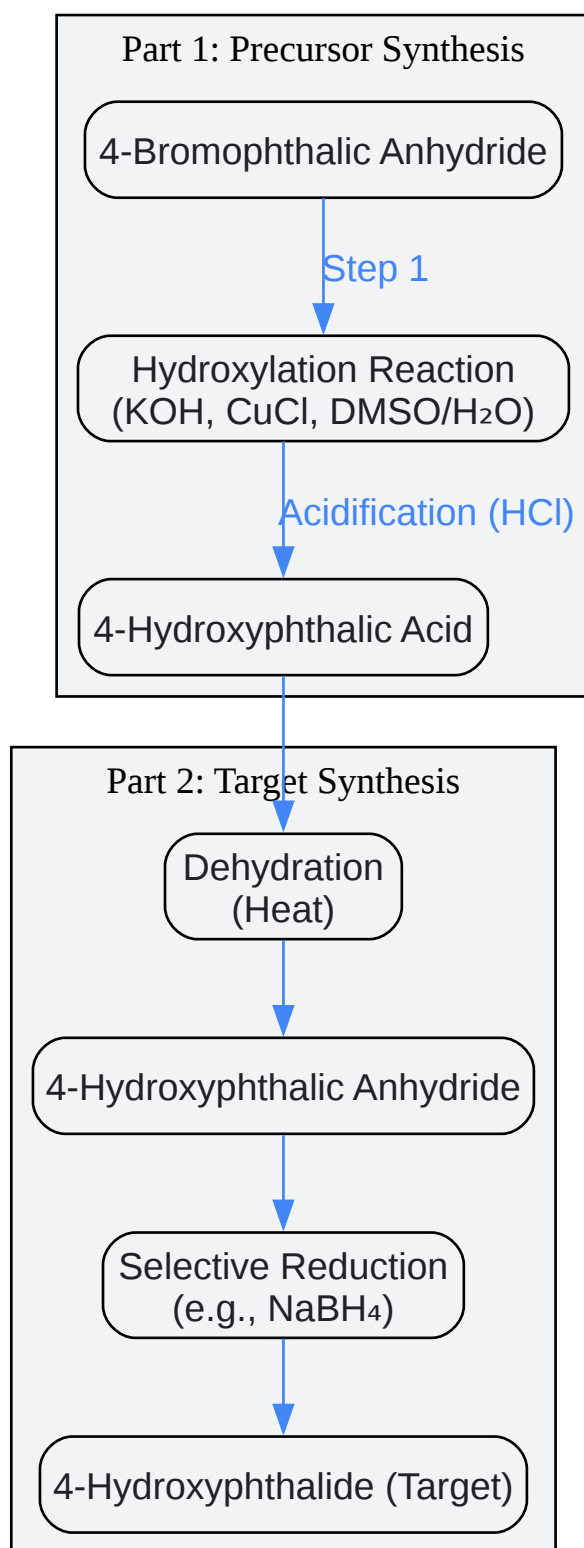 Part 1: Precursor Synthesis
4-Bromophthalic Anhydride
Step 1
Hydroxylation Reaction
(KOH, CuCl, DMSO/H₂O)
Acidification (HCl)
4-Hydroxyphthalic Acid
Part 2: Target Synthesis
Dehydration
(Heat)
4-Hydroxyphthalic Anhydride
Selective Reduction
(e.g., NaBH₄)
4-Hydroxyphthalide (Target)